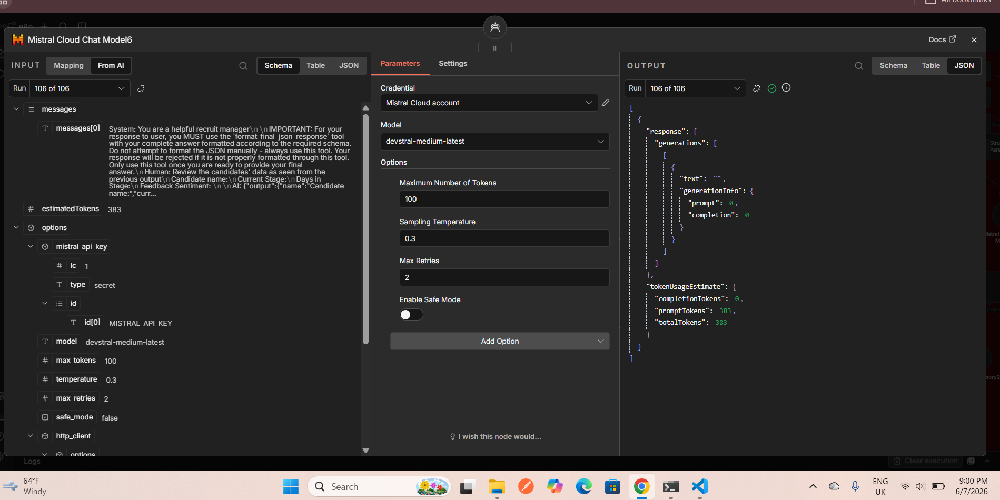 Mistral Cloud Chat Model6
Docs
INPUT
Mapping
From AI
Schema
Table
JSON
Run
106 of 106
messages
messages[0]
System: You are a helpful recruit manager\n \n IMPORTANT: For your
response to user, you MUST use the `format_final_json_response` tool
with your complete answer formatted according to the required schema.
Do not attempt to format the JSON manually - always use this tool. Your
response will be rejected if it is not properly formatted through this tool.
Only use this tool once you are ready to provide your final
answer.\n Human: Review the candidates' data as seen from the
previous output\n Candidate name:\n Current Stage:\n Days in
Stage:\n Feedback Sentiment: \n \n AI: {"output":{"name":"Candidate
name:","curr...
estimatedTokens 383
options
mistral_api_key
lc 1
type secret
id
id[0] MISTRAL_API_KEY
model devstral-medium-latest
max_tokens 100
temperature 0.3
max_retries 2
safe_mode false
http_client
options
Parameters
Settings
Credential
Mistral Cloud account
Model
devstral-medium-latest
Options
Maximum Number of Tokens
100
Sampling Temperature
0.3
Max Retries
2
Enable Safe Mode
Add Option
I wish this node would...
OUTPUT
Schema
Table
JSON
Run
106 of 106
[
{
"response": {
"generations": [
[
{
"text": "",
"generationInfo": {
"prompt": 0,
"completion": 0
}
}
]
]
},
"tokenUsageEstimate": {
"completionTokens": 0,
"promptTokens": 383,
"totalTokens": 383
}
}
]
Logs
Clear execution
64°F
Windy
Search
ENG
UK
9:00 PM
6/7/2026